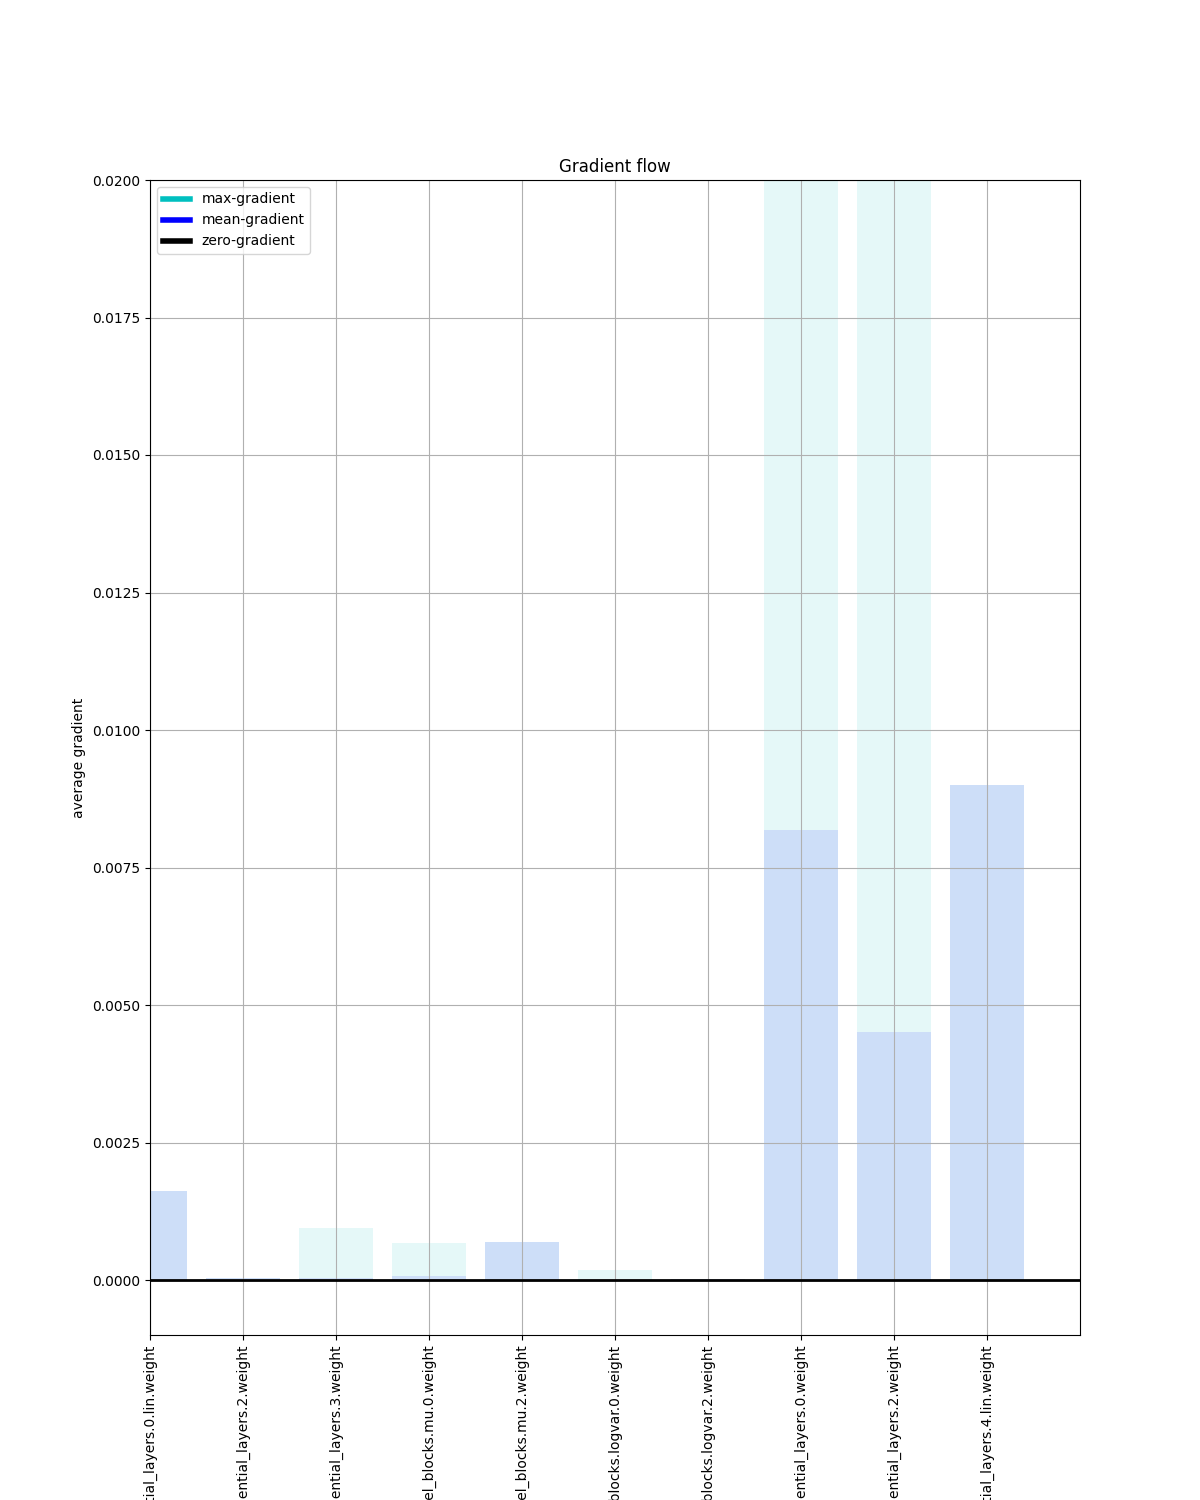 Gradient flow
max-gradient
mean-gradient
zero-gradient
0.0200
0.0175
0.0150
0.0125
0.0100
0.0075
0.0050
0.0025
0.0000
average gradient
tial_layers.0.lin.weight
ential_layers.2.weight
ential_layers.3.weight
el_blocks.mu.0.weight
el_blocks.mu.2.weight
blocks.logvar.0.weight
blocks.logvar.2.weight
ential_layers.0.weight
ential_layers.2.weight
tial_layers.4.lin.weight